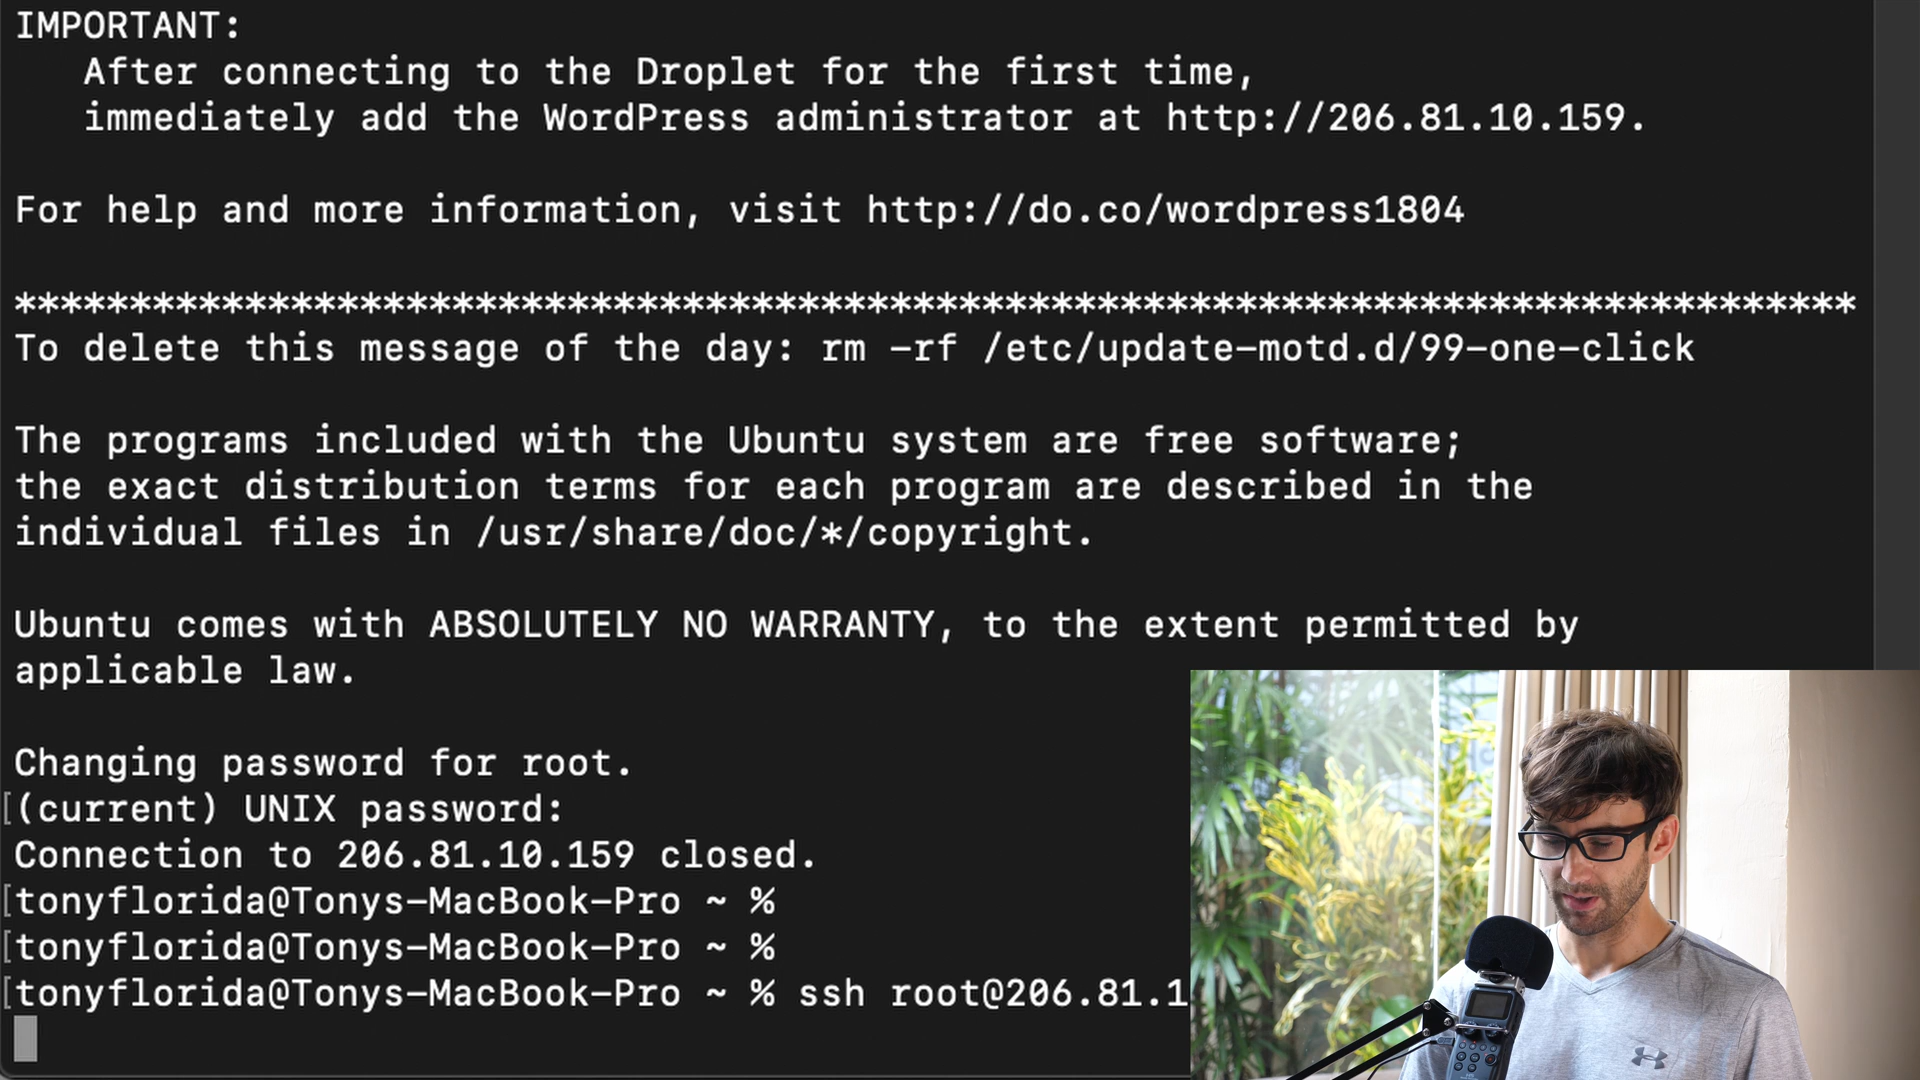 IMPORTANT:
After connecting to the Droplet for the first time,
immediately add the WordPress administrator at http://206.81.10.159.
For help and more information, visit http://do.co/wordpress1804
********************************************************************************
To delete this message of the day: rm -rf /etc/update-motd.d/99-one-click
The programs included with the Ubuntu system are free software;
the exact distribution terms for each program are described in the
individual files in /usr/share/doc/*/copyright.
Ubuntu comes with ABSOLUTELY NO WARRANTY, to the extent permitted by
applicable law.
Changing password for root.
[(current) UNIX password:
Connection to 206.81.10.159 closed.
[tonyflorida@Tonys-MacBook-Pro ~ %
[tonyflorida@Tonys-MacBook-Pro ~ %
[tonyflorida@Tonys-MacBook-Pro ~ % ssh root@206.81.1